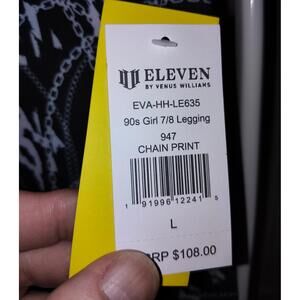 ELEVEN
BY VENUS WILLIAMS
EVA-HH-LE635
90s Girl 7/8 Legging
947
CHAIN PRINT
1 91996 12241 5
L
RP $108.00